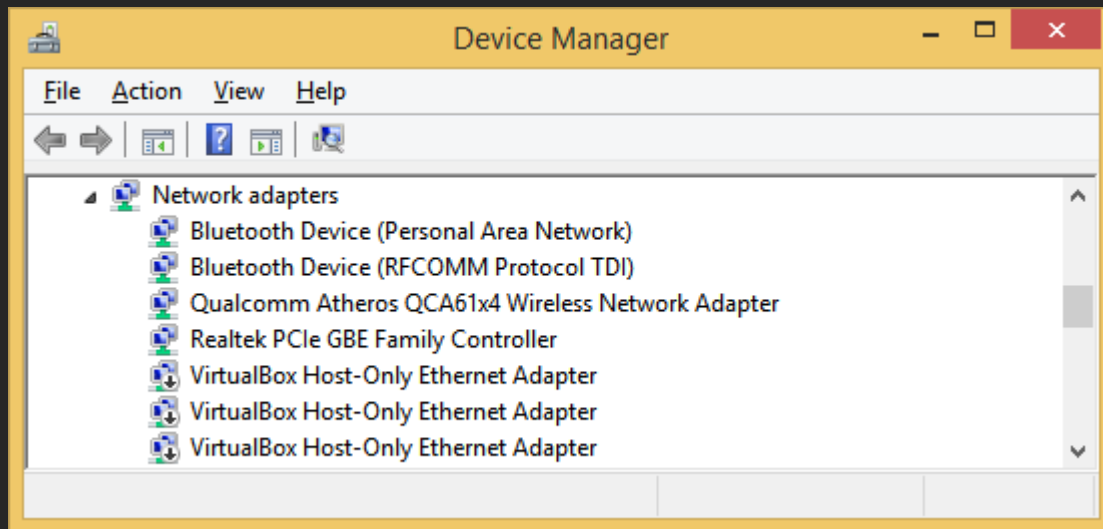 Device Manager
File Action View Help
Network adapters
Bluetooth Device (Personal Area Network)
Bluetooth Device (RFCOMM Protocol TDI)
Qualcomm Atheros QCA61x4 Wireless Network Adapter
Realtek PCIe GBE Family Controller
VirtualBox Host-Only Ethernet Adapter
VirtualBox Host-Only Ethernet Adapter
VirtualBox Host-Only Ethernet Adapter